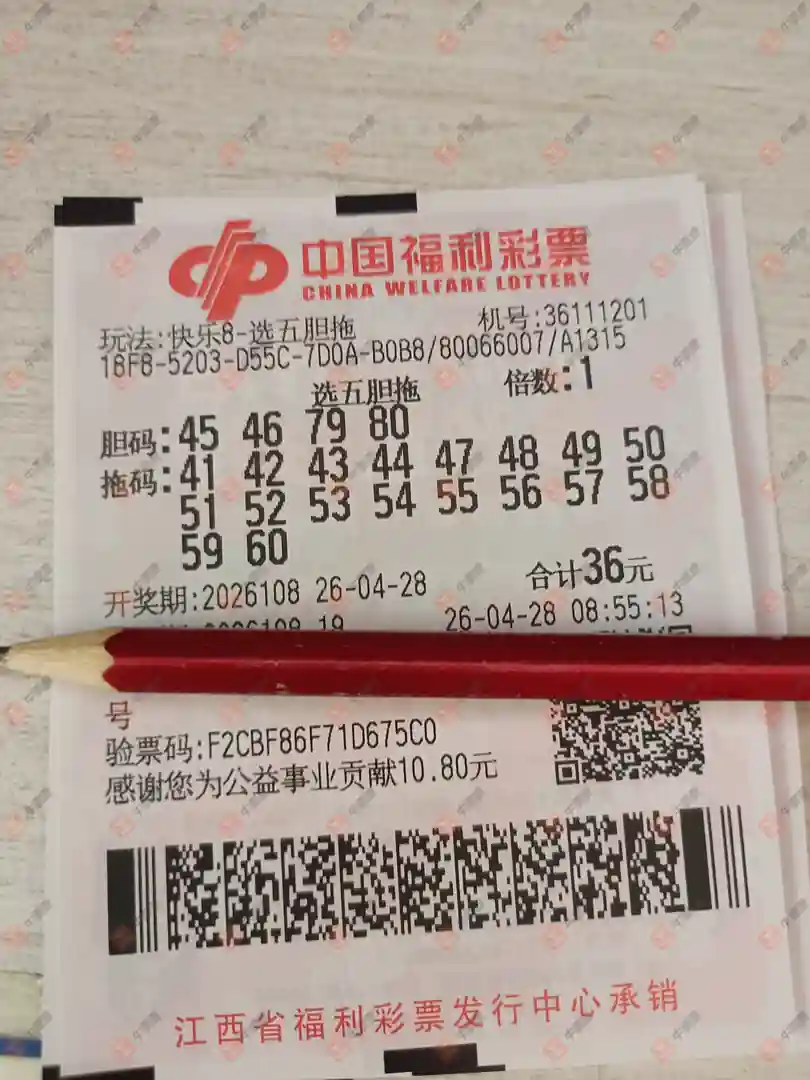 中国福利彩票
CHINA WELFARE LOTTERY
玩法:快乐8-选五胆拖 机号:36111201
18F8-5203-D55C-7D0A-B0B8/80066007/A1315
选五胆拖 倍数:1
胆码:45 46 79 80
拖码:41 42 43 44 47 48 49 50
51 52 53 54 55 56 57 58
59 60
开奖期:2026108 26-04-28 合计36元
26-04-28 08:55:13
号
验票码:F2CBF86F71D675C0
感谢您为公益事业贡献10.80元
江西省福利彩票发行中心承销